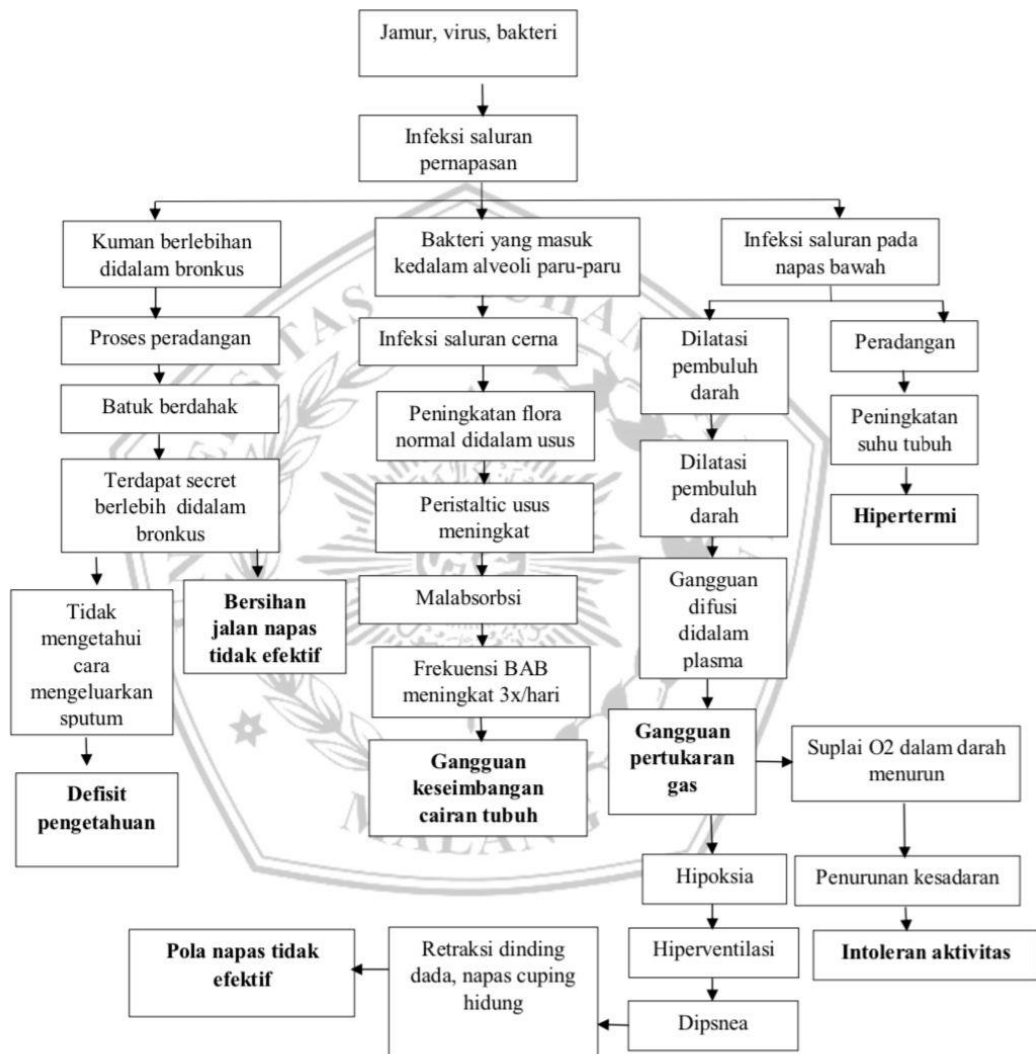 Jamur, virus, bakteri
Infeksi saluran
pernapasan
Kuman berlebihan
didalam bronkus
Proses peradangan
Batuk berdahak
Terdapat secret
berlebih didalam
bronkus
Tidak
mengetahui
cara
mengeluarkan
sputum
Defisit
pengetahuan
Bersihan
jalan napas
tidak efektif
Bakteri yang masuk
kedalam alveoli paru-paru
Infeksi saluran cerna
Peningkatan flora
normal didalam usus
Peristaltic usus
meningkat
Malabsorbsi
Frekuensi BAB
meningkat 3x/hari
Gangguan
keseimbangan
cairan tubuh
Infeksi saluran pada
napas bawah
Dilatasi
pembuluh
darah
Dilatasi
pembuluh
darah
Gangguan
difusi
didalam
plasma
Gangguan
pertukaran
gas
Hipoksia
Hiperventilasi
Dipsnea
Retraksi dinding
dada, napas cuping
hidung
Pola napas tidak
efektif
Peradangan
Peningkatan
suhu tubuh
Hipertermi
Suplai O2 dalam darah
menurun
Penurunan kesadaran
Intoleran aktivitas
MALANG